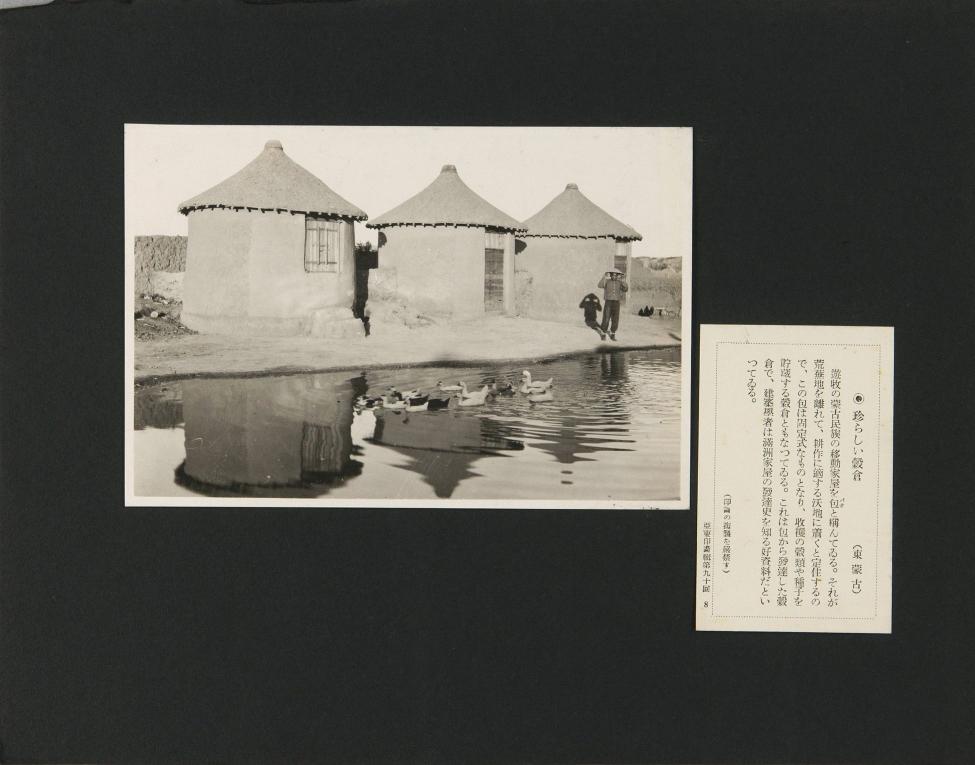 ◉珍らしい穀倉　（東蒙古）
遊牧の蒙古民族の移動家屋を包と稱んてゐる。それが
荒蕪地を離れて、耕作に適する沃地に蕭くと定住するの
で、この包は固定式なものとなり、收穫の穀類や種子を
貯藏する穀倉ともなつてゐる。これは包から發達した穀
倉で、建築學者は滿洲家屋の發達史を知る好資料だとい
つてゐる。
（印畫の複製を嚴禁す）
亞東印畫輯第九十回　8